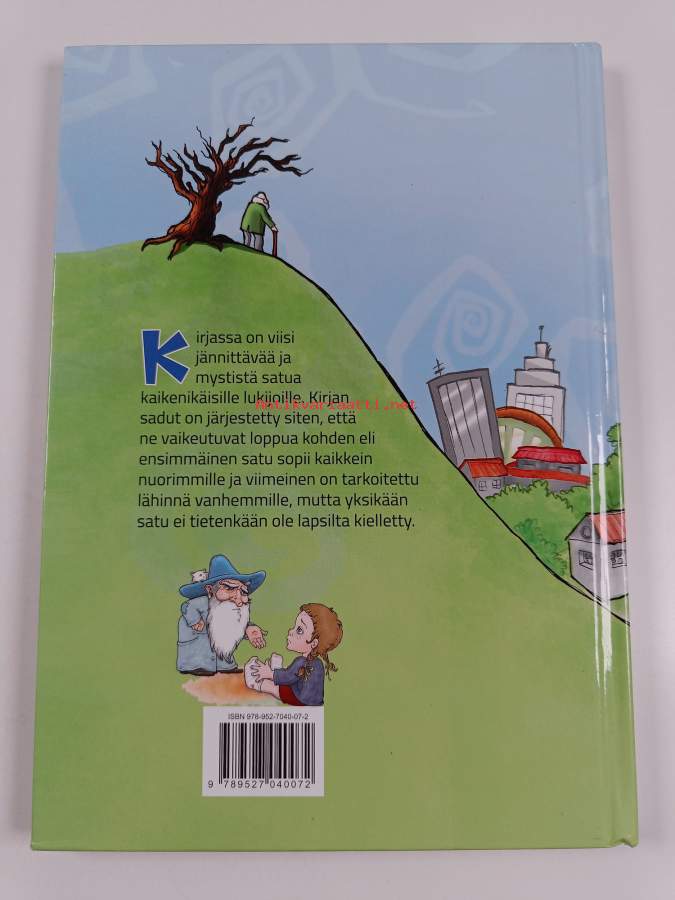 Kirjassa on viisi
jännittävää ja
mystistä satua
kaikenikäisille lukijoille. Kirjan
Antikvariaatti.net
sadut on järjestetty siten, että
ne vaikeutuvat loppua kohden eli
ensimmäinen satu sopii kaikkein
nuorimmille ja viimeinen on tarkoitettu
lähinnä vanhemmille, mutta yksikään
satu ei tietenkään ole lapsilta kielletty.
ISBN 978-952-7040-07-2
9 789527 040072